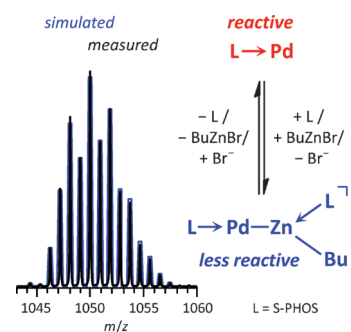 simulated
measured
reactive
L→Pd
– L /
– BuZnBr/
+ Br⁻
+ L /
+ BuZnBr/
– Br⁻
L
L→Pd—Zn
Bu
less reactive
1045 1050 1055 1060
m/z
L = S-PHOS